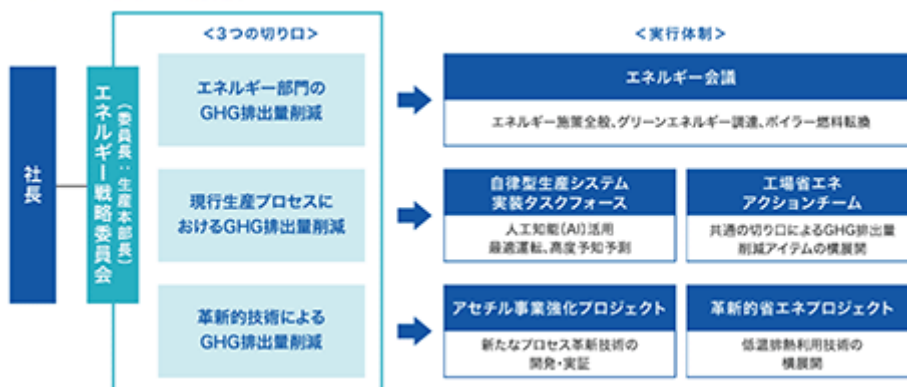 社長
エネルギー戦略委員会
（委員長：生産本部長）
＜3つの切り口＞
エネルギー部門の
GHG排出量削減
現行生産プロセスに
おけるGHG排出量削減
革新的技術による
GHG排出量削減
＜実行体制＞
エネルギー会議
エネルギー施策全般、グリーンエネルギー調達、ボイラー燃料転換
自律型生産システム
実装タスクフォース
人工知能（AI）活用
最適運転、高度予知予測
工場省エネ
アクションチーム
共通の切り口によるGHG排出量
削減アイテムの横展開
アセチル事業強化プロジェクト
新たなプロセス革新技術の
開発・実証
革新的省エネプロジェクト
低温排熱利用技術の
横展開